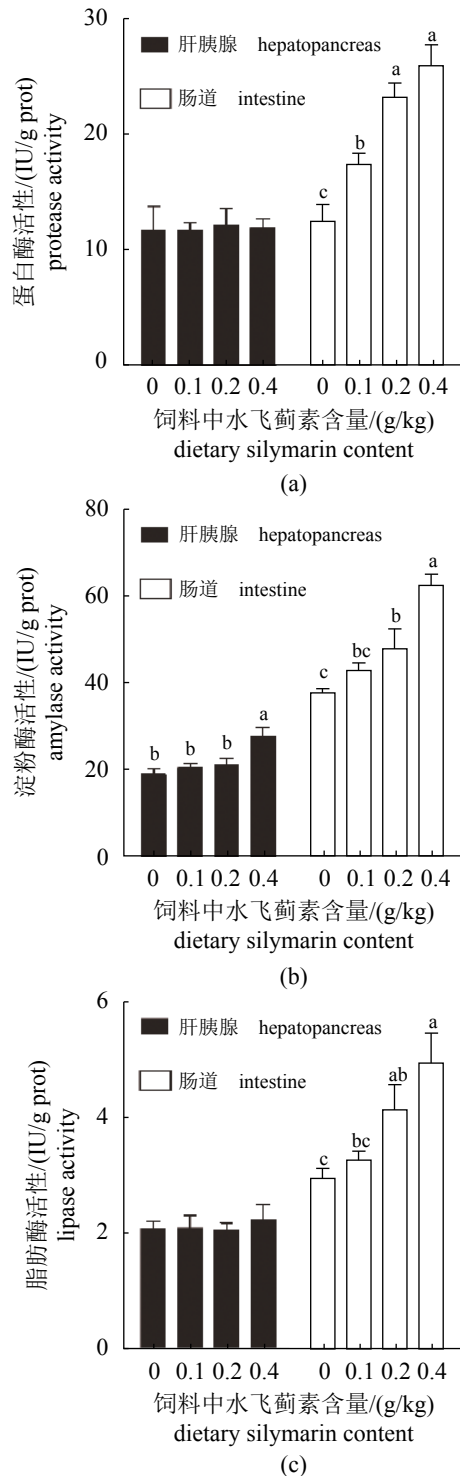 30
20
10
0
蛋白酶活性/(IU/g prot)
protease activity
肝胰腺 hepatopancreas
肠道 intestine
c
b
a
a
0 0.1 0.2 0.4 0 0.1 0.2 0.4
饲料中水飞蓟素含量/(g/kg)
dietary silymarin content
(a)
80
60
40
20
0
淀粉酶活性/(IU/g prot)
amylase activity
肝胰腺 hepatopancreas
肠道 intestine
b b b a c bc b a
0 0.1 0.2 0.4 0 0.1 0.2 0.4
饲料中水飞蓟素含量/(g/kg)
dietary silymarin content
(b)
6
4
2
0
脂肪酶活性/(IU/g prot)
lipase activity
肝胰腺 hepatopancreas
肠道 intestine
c bc ab a
0 0.1 0.2 0.4 0 0.1 0.2 0.4
饲料中水飞蓟素含量/(g/kg)
dietary silymarin content
(c)